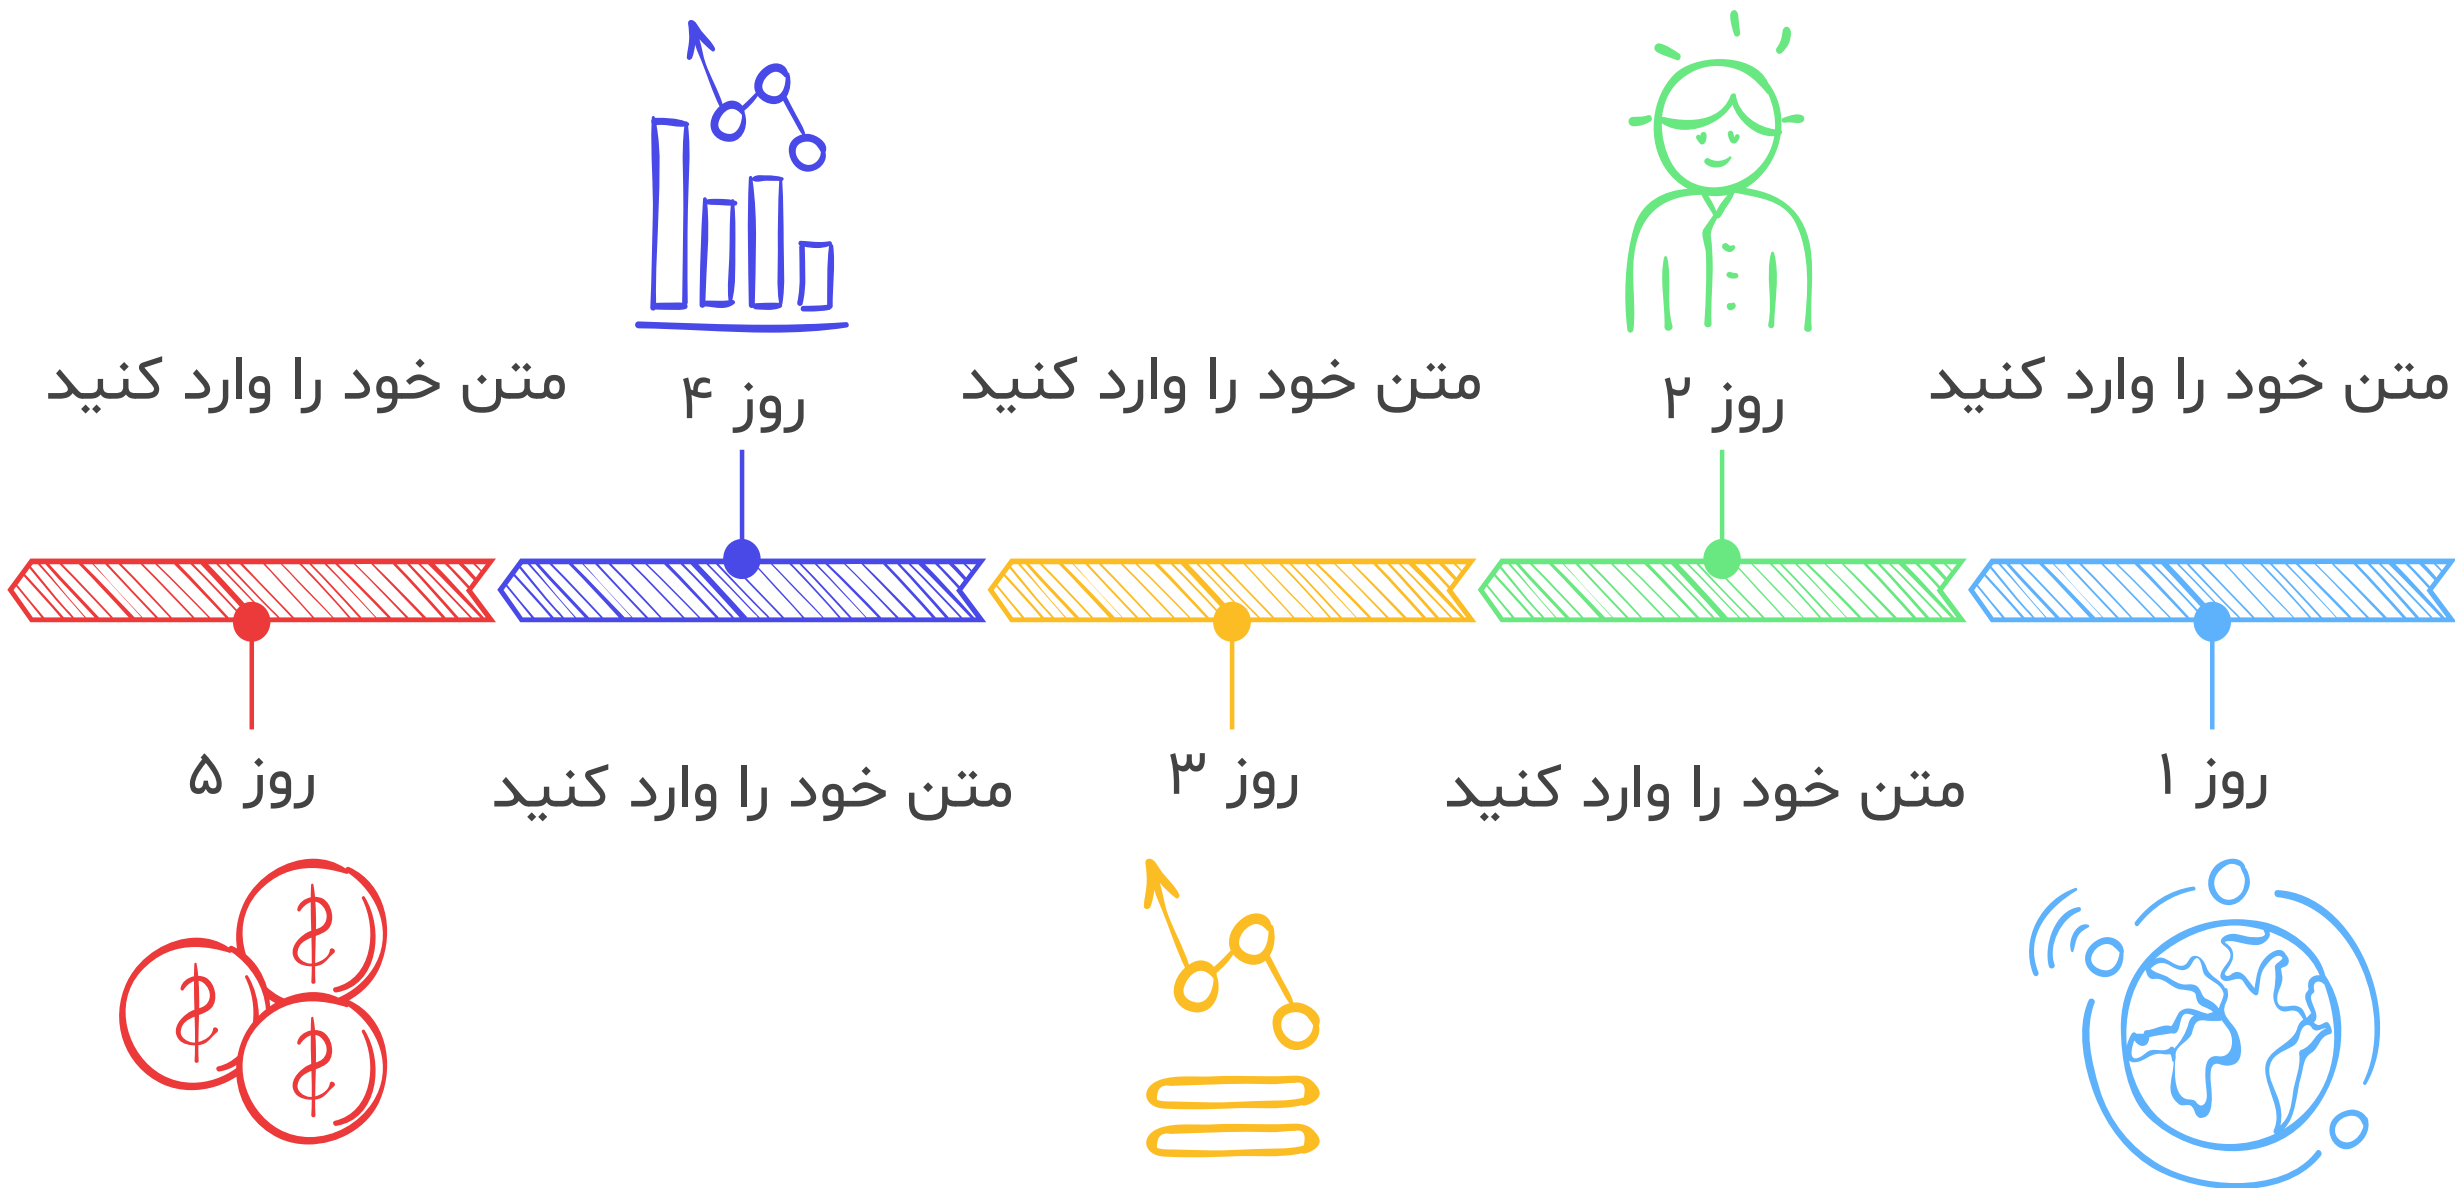 متن خود را وارد کنید
روز ۲
متن خود را وارد کنید
روز ۴
متن خود را وارد کنید
روز ۱
متن خود را وارد کنید
روز ۳
متن خود را وارد کنید
روز ۵